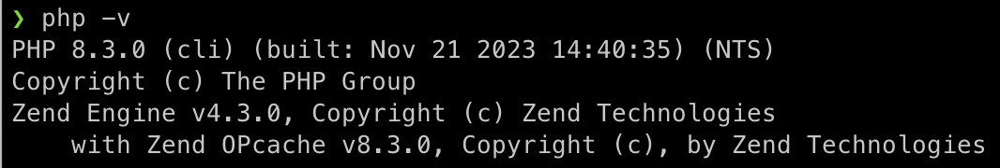 ❯ php -v
PHP 8.3.0 (cli) (built: Nov 21 2023 14:40:35) (NTS)
Copyright (c) The PHP Group
Zend Engine v4.3.0, Copyright (c) Zend Technologies
    with Zend OPcache v8.3.0, Copyright (c), by Zend Technologies